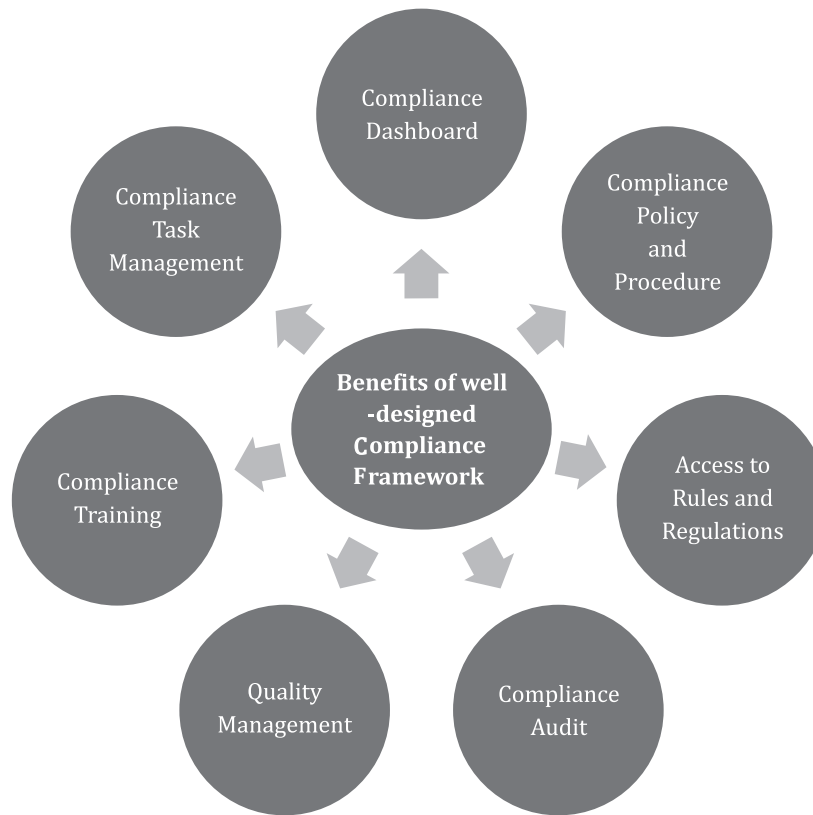 Compliance
Dashboard
Compliance
Policy
and
Procedure
Access to
Rules and
Regulations
Compliance
Audit
Quality
Management
Compliance
Training
Compliance
Task
Management
Benefits of well
-designed
Compliance
Framework